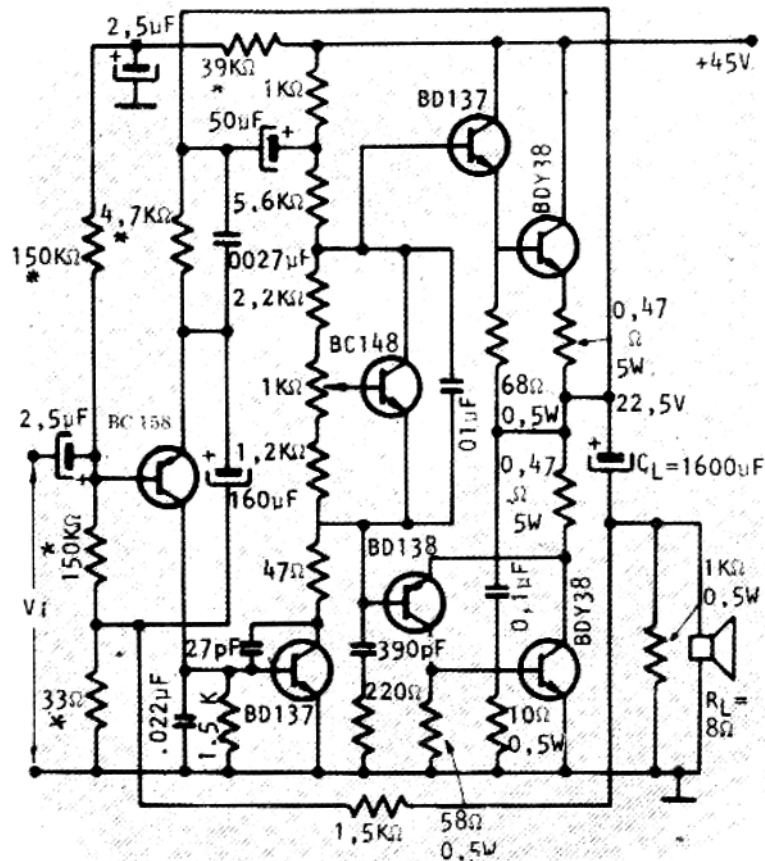 2,5µF
39KΩ
*
+45V
1KΩ
BD137
50µF
+
BDY38
5.6KΩ
4,7KΩ
*
150KΩ
*
0027µF
2,2KΩ
0,47
Ω
5W
BC148
1KΩ
68Ω
0,5W
22,5V
2,5µF
BC158
01µF
+
1,2KΩ
160µF
0,47
Ω
5W
CL=1600µF
+
150KΩ
*
BD138
47Ω
1KΩ
0,5W
Vi
27pF
390pF
0,1µF
BDY38
33Ω
*
.022µF
1.5 K
BD137
220Ω
10Ω
0,5W
RL=
8Ω
1,5KΩ
58Ω
0,5W